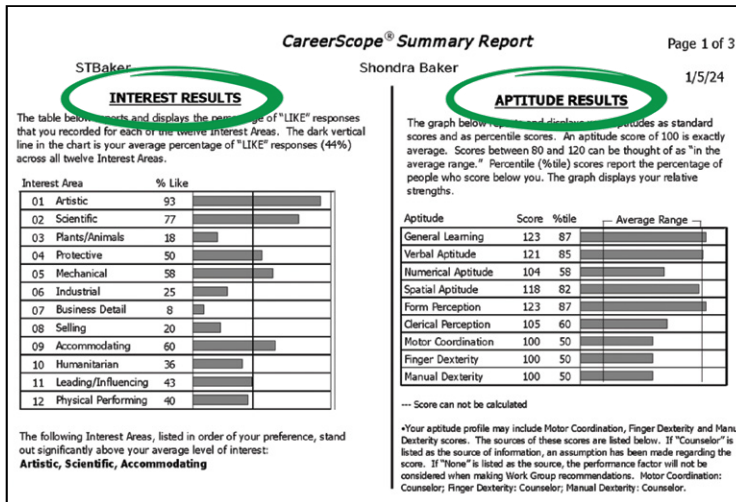 CareerScope® Summary Report
Page 1 of 3
STBaker
Shondra Baker
1/5/24
INTEREST RESULTS
The table below reports and displays the percentage of "LIKE" responses
that you recorded for each of the twelve Interest Areas. The dark vertical
line in the chart is your average percentage of "LIKE" responses (44%)
across all twelve Interest Areas.
Interest Area % Like
01 Artistic 93
02 Scientific 77
03 Plants/Animals 18
04 Protective 50
05 Mechanical 58
06 Industrial 25
07 Business Detail 8
08 Selling 20
09 Accommodating 60
10 Humanitarian 36
11 Leading/Influencing 43
12 Physical Performing 40
The following Interest Areas, listed in order of your preference, stand
out significantly above your average level of interest:
Artistic, Scientific, Accommodating
APTITUDE RESULTS
The graph below reports and displays your aptitudes as standard
scores and as percentile scores. An aptitude score of 100 is exactly
average. Scores between 80 and 120 can be thought of as "in the
average range." Percentile (%tile) scores report the percentage of
people who score below you. The graph displays your relative
strengths.
Aptitude Score %tile Average Range
General Learning 123 87
Verbal Aptitude 121 85
Numerical Aptitude 104 58
Spatial Aptitude 118 82
Form Perception 123 87
Clerical Perception 105 60
Motor Coordination 100 50
Finger Dexterity 100 50
Manual Dexterity 100 50
--- Score can not be calculated
•Your aptitude profile may include Motor Coordination, Finger Dexterity and Manu
Dexterity scores. The sources of these scores are listed below. If "Counselor" is
listed as the source of information, an assumption has been made regarding the
score. If "None" is listed as the source, the performance factor will not be
considered when making Work Group recommendations. Motor Coordination:
Counselor; Finger Dexterity: Counselor; Manual Dexterity: Counselor.